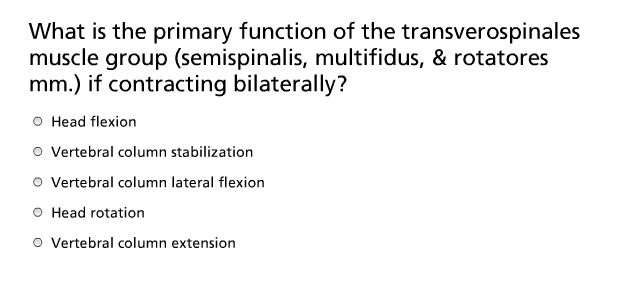 What is the primary function of the transverospinales
muscle group (semispinalis, multifidus, & rotatores
mm.) if contracting bilaterally?
Head flexion
Vertebral column stabilization
Vertebral column lateral flexion
Head rotation
Vertebral column extension